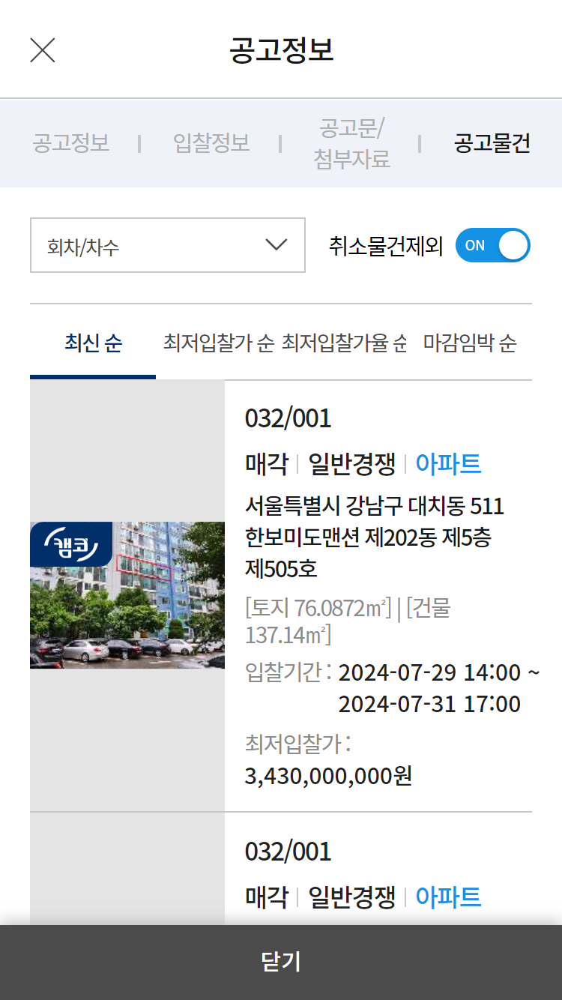 공고정보
공고정보 | 입찰정보 | 공고문/
첨부자료 | 공고물건
회차/차수
취소물건제외 ON
최신 순 최저입찰가 순 최저입찰가율 순 마감임박 순
캠코
032/001
매각 | 일반경쟁 | 아파트
서울특별시 강남구 대치동 511
한보미도맨션 제202동 제5층
제505호
[토지 76.0872㎡] | [건물
137.14㎡]
입찰기간 : 2024-07-29 14:00 ~
2024-07-31 17:00
최저입찰가 :
3,430,000,000원
032/001
매각 | 일반경쟁 | 아파트
닫기